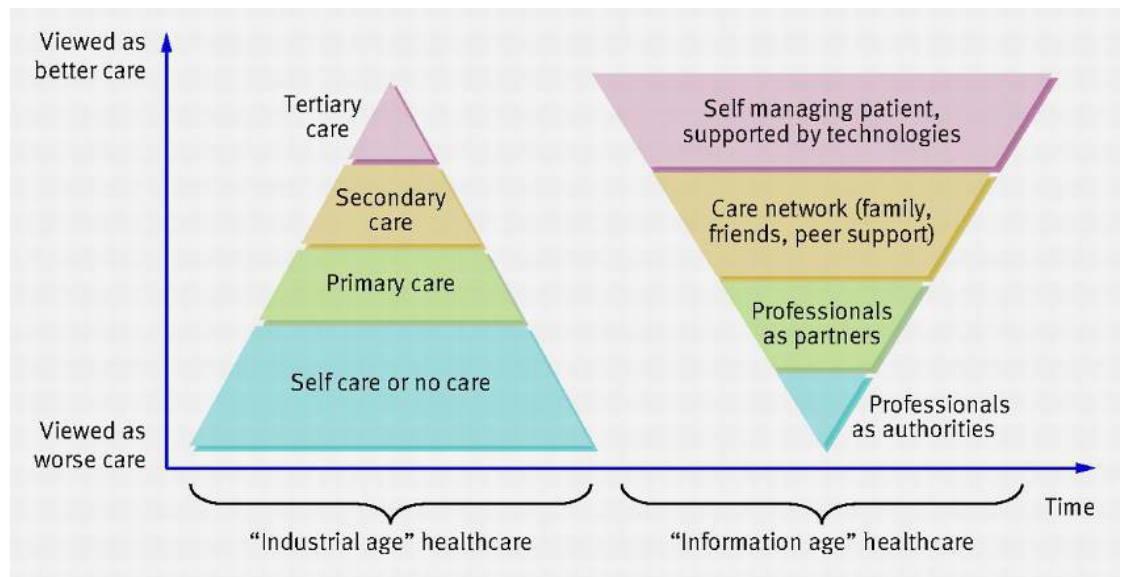 Viewed as
better care
Tertiary
care
Secondary
care
Primary care
Self care or no care
Viewed as
worse care
Self managing patient,
supported by technologies
Care network (family,
friends, peer support)
Professionals
as partners
Professionals
as authorities
Time
“Industrial age” healthcare
“Information age” healthcare